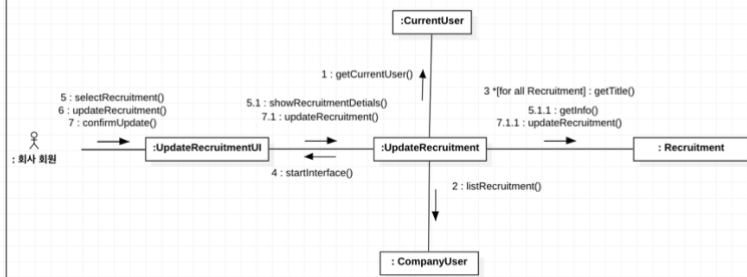 :CurrentUser
1 : getCurrentUser()
3 *[for all Recruitment] : getTitle()
5 : selectRecruitment()
6 : updateRecruitment()
7 : confirmUpdate()
5.1 : showRecruitmentDetials()
7.1 : updateRecruitment()
5.1.1 : getInfo()
7.1.1 : updateRecruitment()
: 회사 회원
:UpdateRecruitmentUI
:UpdateRecruitment
: Recruitment
4 : startInterface()
2 : listRecruitment()
: CompanyUser